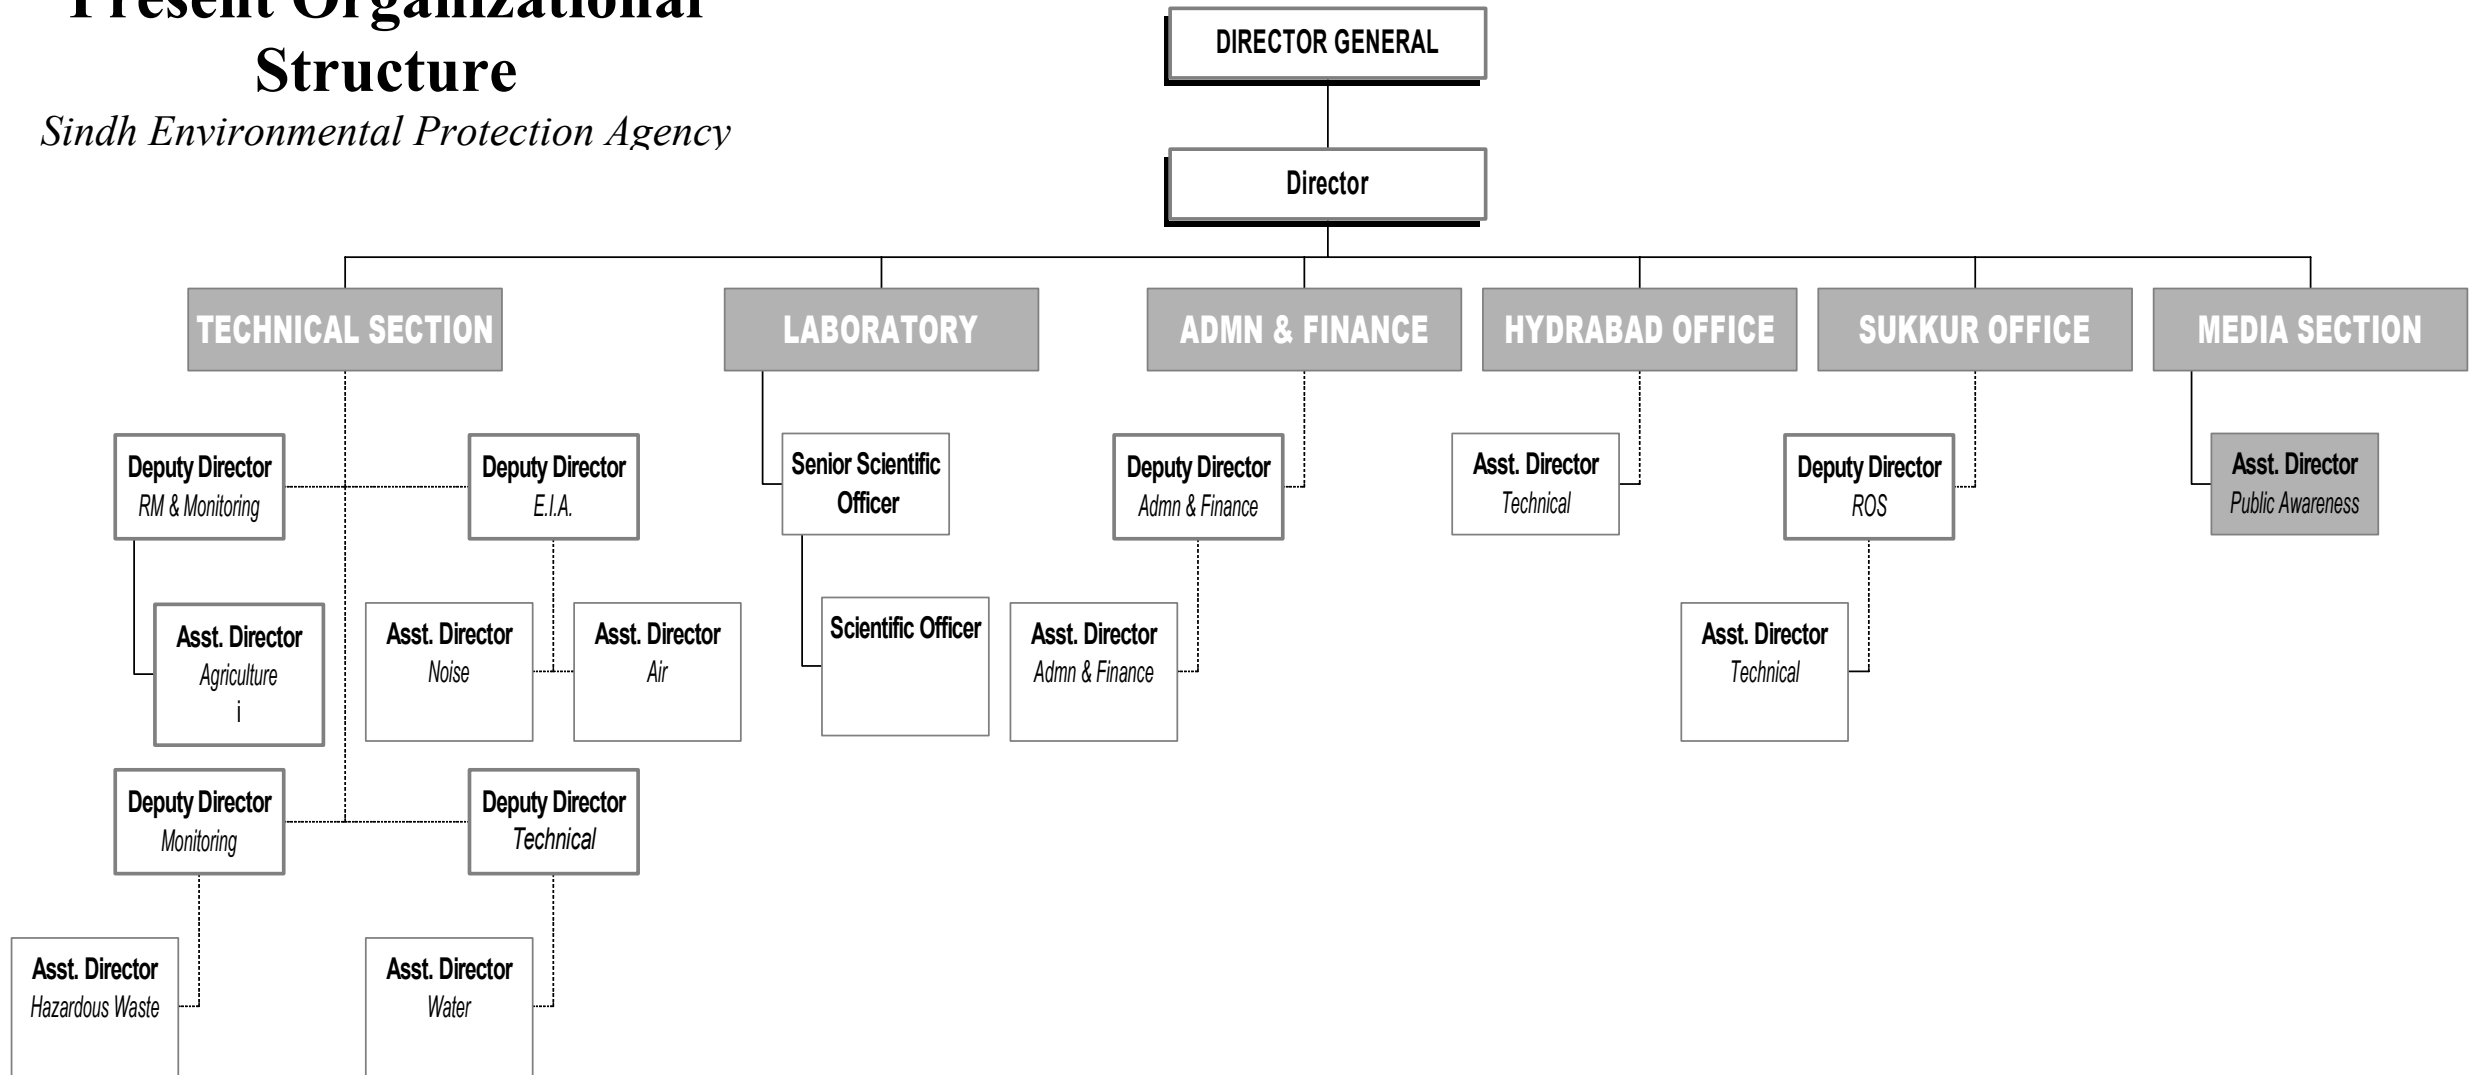 Present Organizational
Structure
Sindh Environmental Protection Agency
DIRECTOR GENERAL
Director
TECHNICAL SECTION
LABORATORY
ADMN & FINANCE
HYDRABAD OFFICE
SUKKUR OFFICE
MEDIA SECTION
Deputy Director
RM & Monitoring
Deputy Director
E.I.A.
Senior Scientific
Officer
Deputy Director
Admn & Finance
Asst. Director
Technical
Deputy Director
ROS
Asst. Director
Public Awareness
Asst. Director
Agriculture
i
Asst. Director
Noise
Asst. Director
Air
Scientific Officer
Asst. Director
Admn & Finance
Asst. Director
Technical
Deputy Director
Monitoring
Deputy Director
Technical
Asst. Director
Hazardous Waste
Asst. Director
Water